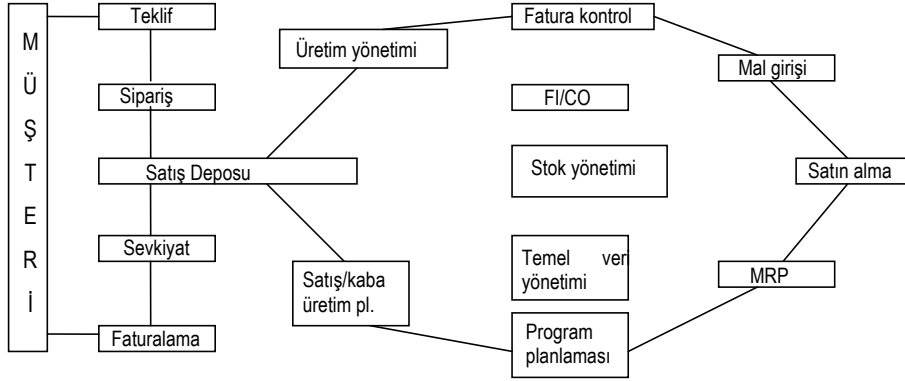 M
Ü
Ş
T
E
R
İ
Teklif
Sipariş
Satış Deposu
Sevkiyat
Faturalama
Üretim yönetimi
Satış/kaba
üretim pl.
Fatura kontrol
FI/CO
Stok yönetimi
Temel veri
yönetimi
Program
planlaması
Mal girişi
Satın alma
MRP